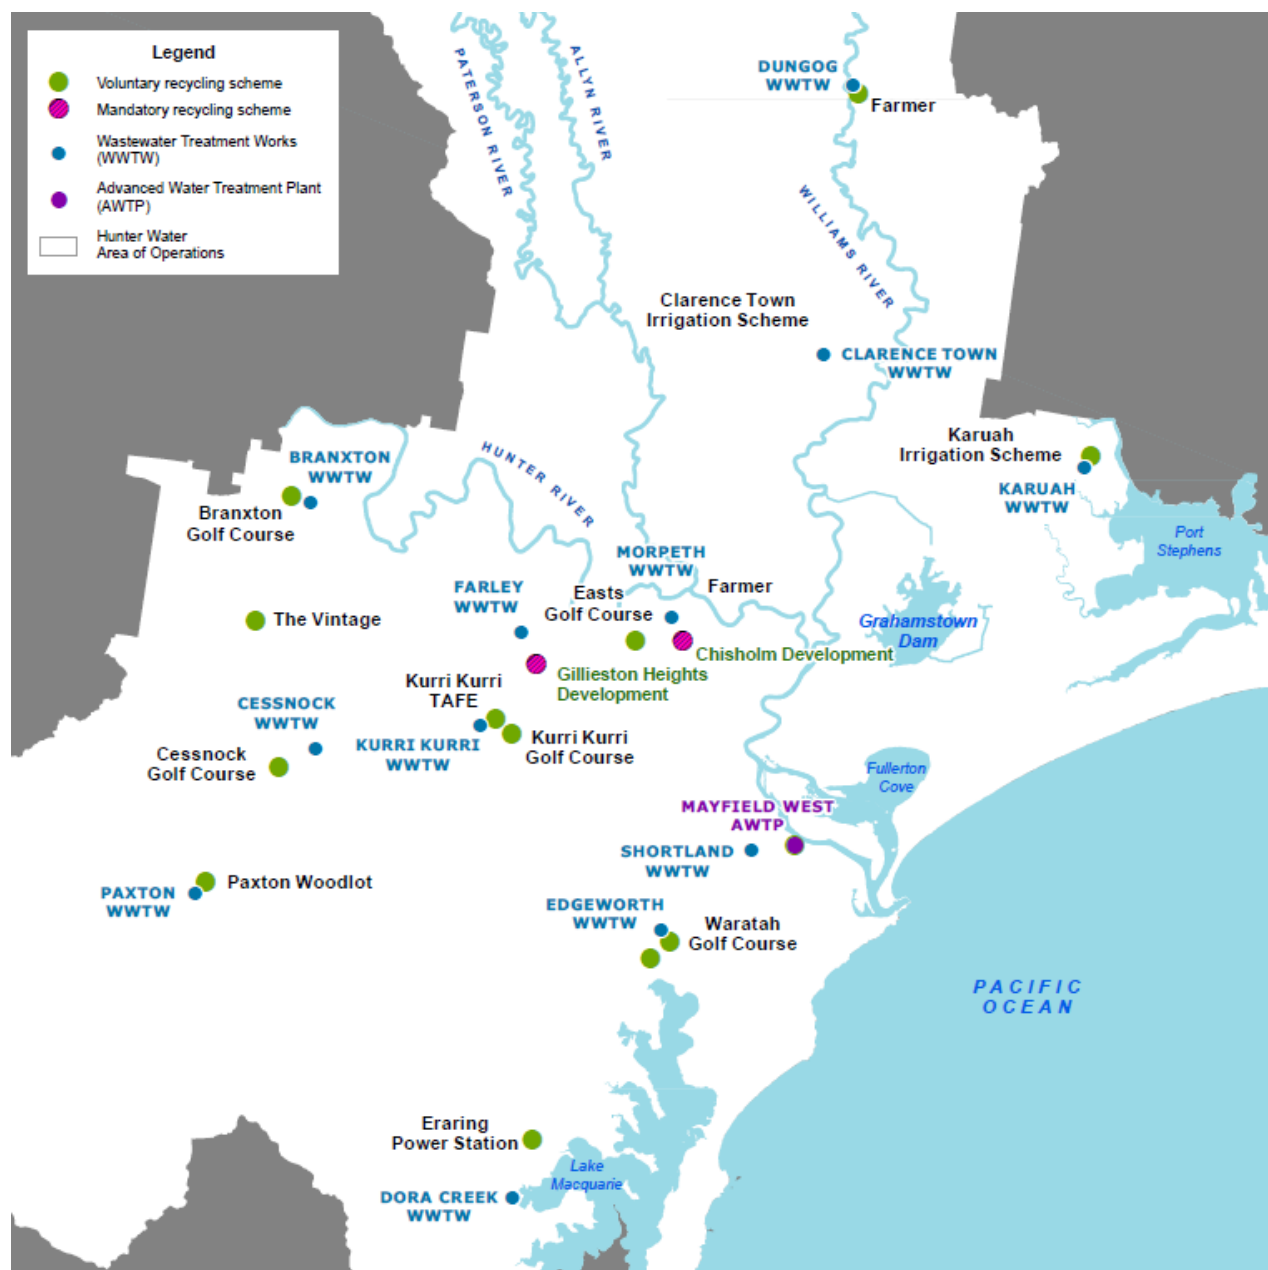 Legend
Voluntary recycling scheme
Mandatory recycling scheme
Wastewater Treatment Works
(WWTW)
Advanced Water Treatment Plant
(AWTP)
Hunter Water
Area of Operations
PATERSON RIVER
ALLYN RIVER
DUNGOG
WWTW
Farmer
WILLIAMS RIVER
Clarence Town
Irrigation Scheme
CLARENCE TOWN
WWTW
Karuah
Irrigation Scheme
KARUAH
WWTW
Port
Stephens
BRANXTON
WWTW
Branxton
Golf Course
HUNTER RIVER
MORPETH
WWTW
Farmer
FARLEY
WWTW
Easts
Golf Course
The Vintage
Grahamstown
Dam
Chisholm Development
Gillieston Heights
Development
Kurri Kurri
TAFE
CESSNOCK
WWTW
KURRI KURRI
WWTW
Kurri Kurri
Golf Course
Cessnock
Golf Course
Fullerton
Cove
MAYFIELD WEST
AWTP
SHORTLAND
WWTW
PAXTON
WWTW
Paxton Woodlot
EDGEWORTH
WWTW
Waratah
Golf Course
PACIFIC
OCEAN
Eraring
Power Station
Lake
Macquarie
DORA CREEK
WWTW